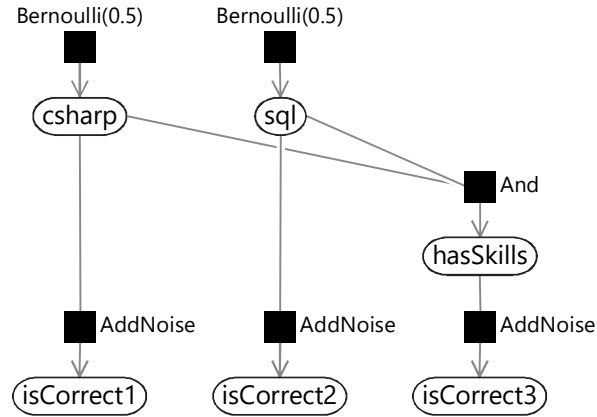 Bernoulli(0.5)
Bernoulli(0.5)
csharp
sql
And
hasSkills
AddNoise
AddNoise
AddNoise
isCorrect1
isCorrect2
isCorrect3